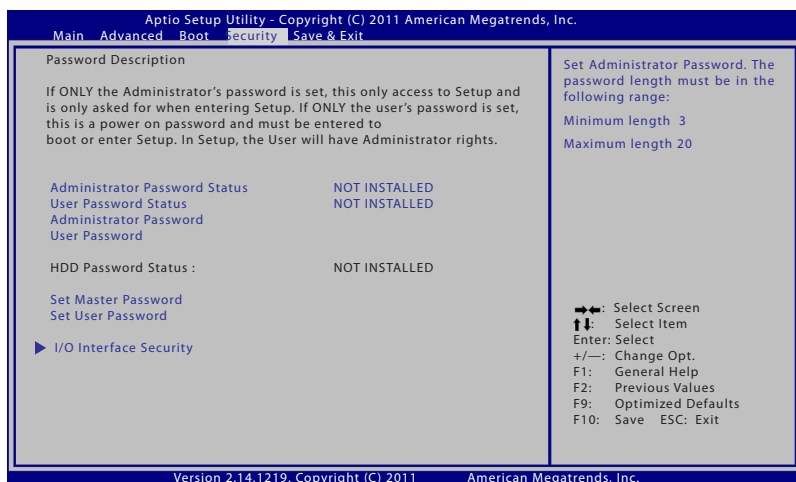 Aptio Setup Utility - Copyright (C) 2011 American Megatrends, Inc.
Main Advanced Boot Security Save & Exit
Password Description
If ONLY the Administrator's password is set, this only access to Setup and
is only asked for when entering Setup. If ONLY the user's password is set,
this is a power on password and must be entered to
boot or enter Setup. In Setup, the User will have Administrator rights.
Administrator Password Status NOT INSTALLED
User Password Status NOT INSTALLED
Administrator Password
User Password
HDD Password Status : NOT INSTALLED
Set Master Password
Set User Password
I/O Interface Security
Set Administrator Password. The
password length must be in the
following range:
Minimum length 3
Maximum length 20
→←: Select Screen
↑↓: Select Item
Enter: Select
+/—: Change Opt.
F1: General Help
F2: Previous Values
F9: Optimized Defaults
F10: Save ESC: Exit
Version 2.14.1219. Copyright (C) 2011 American Megatrends, Inc.